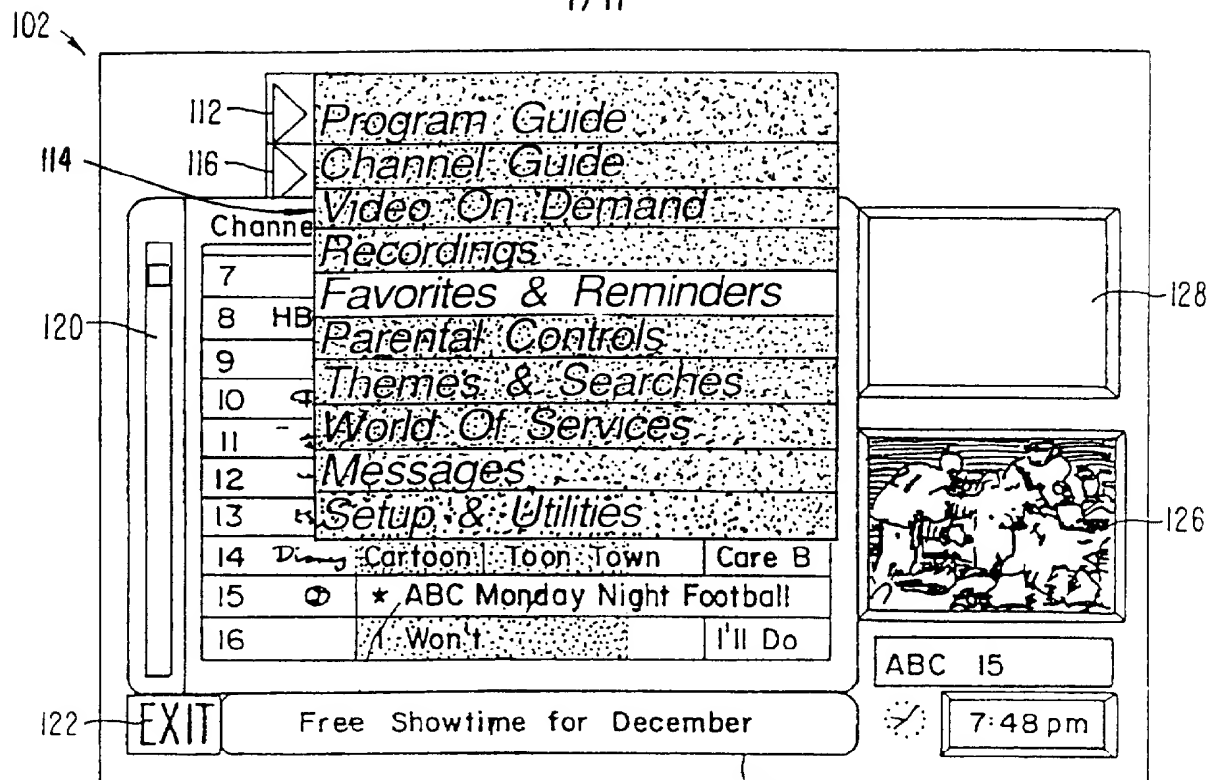 102
112
Program Guide
114
116
Channel Guide
Video On Demand
Channe
Recordings
7
Favorites & Reminders
128
8 HB
Parental Controls
120
9
Themes & Searches
10
World Of Services
11
Messages
12
Setup & Utilities
13
126
14 Disney Cartoon Toon Town Care B
15 ★ ABC Monday Night Football
16 I Won't I'll Do
ABC 15
122
EXIT
Free Showtime for December
7:48 pm